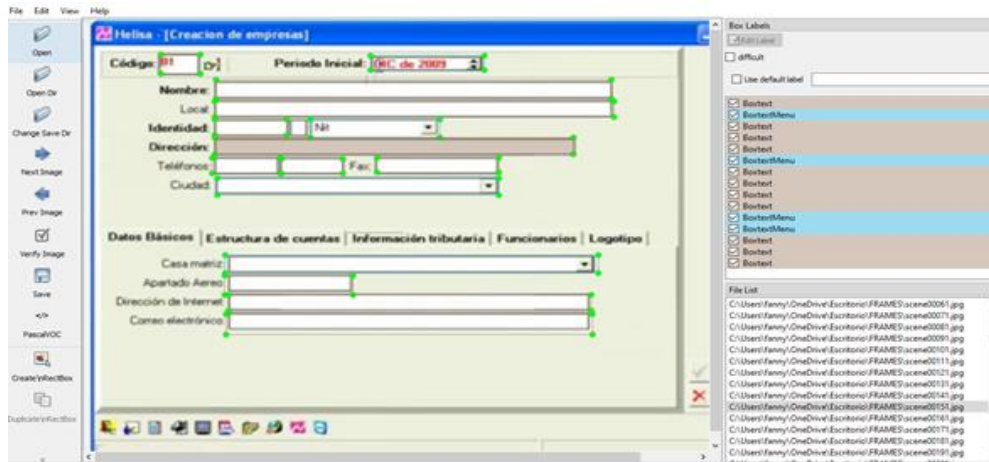 File Edit View Help
Open
Open Dir
Change Save Dir
Next Image
Prev Image
Verify Image
Save
</>
PascalVOC
Create\nRectBox
Duplicate\nRectBox
Helisa - [Creacion de empresas]
Código: 01
Periodo Inicial: DIC de 2009
Nombre:
Local:
Identidad: Nit
Dirección:
Teléfonos: Fax:
Ciudad:
Datos Básicos | Estructura de cuentas | Información tributaria | Funcionarios | Logotipo |
Casa matriz:
Apartado Aereo:
Dirección de Internet
Correo electrónico
Box Labels
Edit Label
difficult
Use default label
Boxtext
BoxtextMenu
Boxtext
Boxtext
Boxtext
BoxtextMenu
Boxtext
Boxtext
Boxtext
Boxtext
BoxtextMenu
BoxtextMenu
Boxtext
Boxtext
Boxtext
File List
C:\Users\fanny\OneDrive\Escritorio\FRAMES\scene00061.jpg
C:\Users\fanny\OneDrive\Escritorio\FRAMES\scene00071.jpg
C:\Users\fanny\OneDrive\Escritorio\FRAMES\scene00081.jpg
C:\Users\fanny\OneDrive\Escritorio\FRAMES\scene00091.jpg
C:\Users\fanny\OneDrive\Escritorio\FRAMES\scene00101.jpg
C:\Users\fanny\OneDrive\Escritorio\FRAMES\scene00111.jpg
C:\Users\fanny\OneDrive\Escritorio\FRAMES\scene00121.jpg
C:\Users\fanny\OneDrive\Escritorio\FRAMES\scene00131.jpg
C:\Users\fanny\OneDrive\Escritorio\FRAMES\scene00141.jpg
C:\Users\fanny\OneDrive\Escritorio\FRAMES\scene00151.jpg
C:\Users\fanny\OneDrive\Escritorio\FRAMES\scene00161.jpg
C:\Users\fanny\OneDrive\Escritorio\FRAMES\scene00171.jpg
C:\Users\fanny\OneDrive\Escritorio\FRAMES\scene00181.jpg
C:\Users\fanny\OneDrive\Escritorio\FRAMES\scene00191.jpg